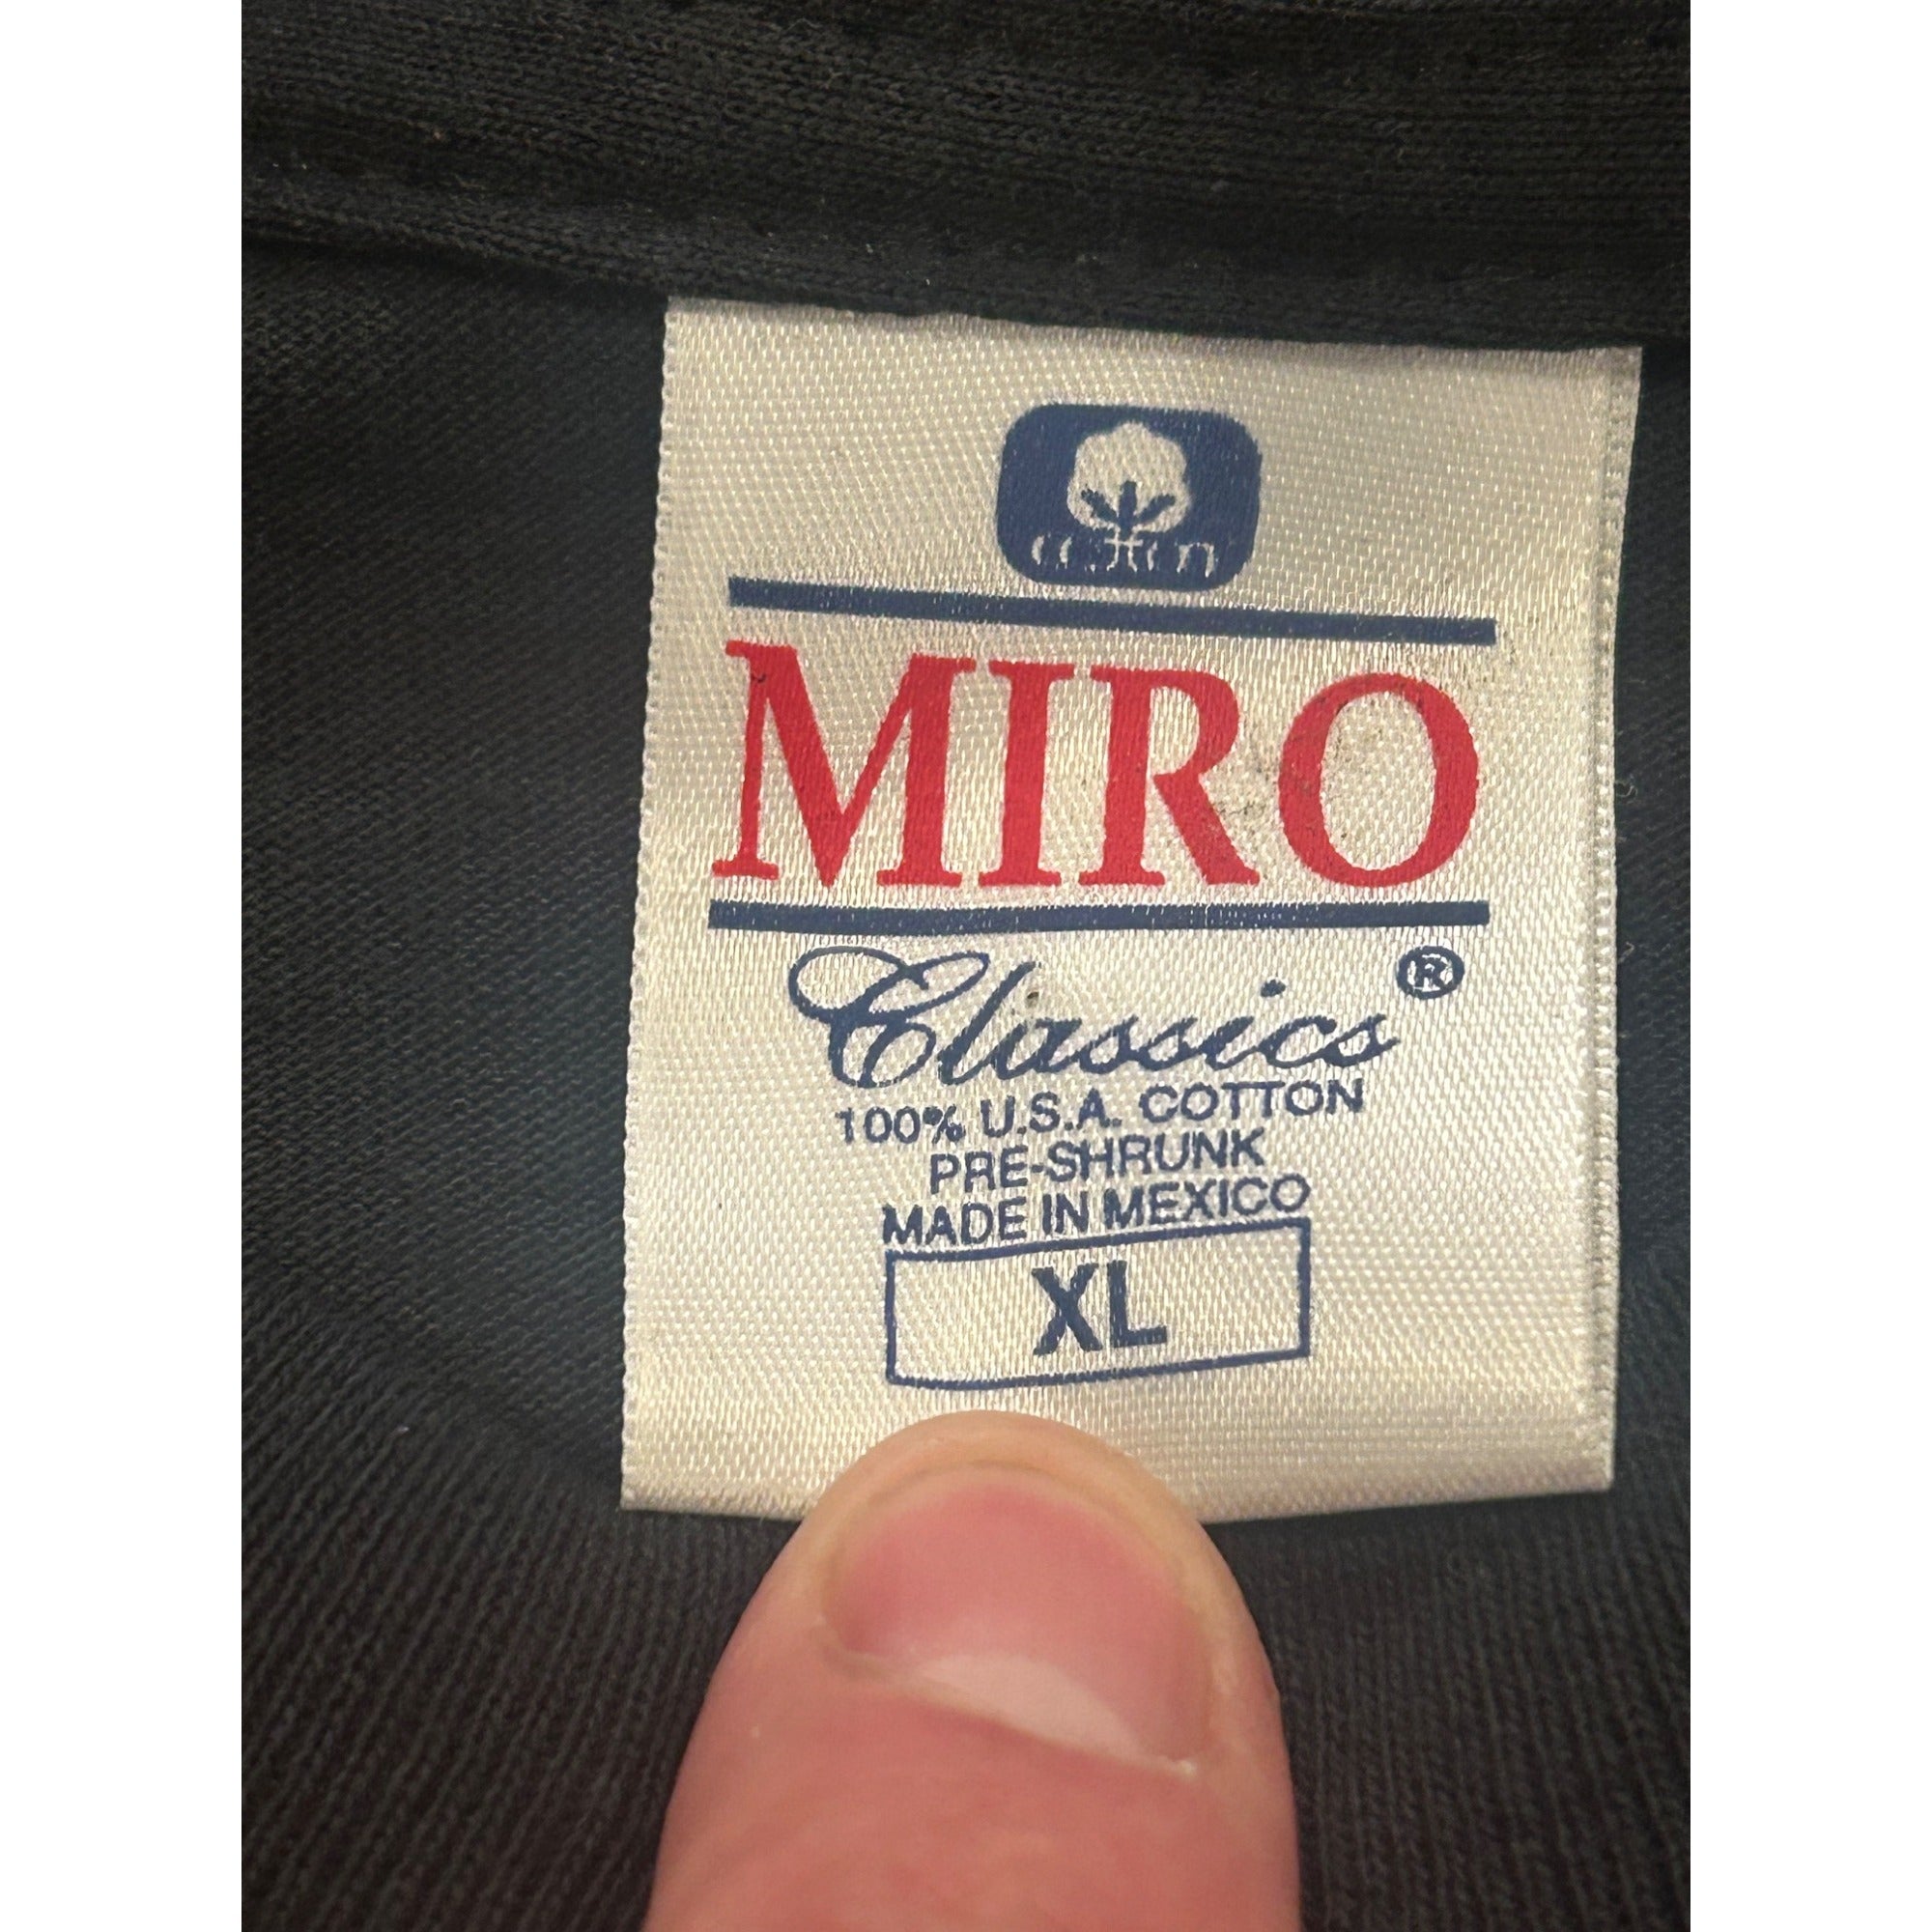 cotton
MIRO
Classics®
100% U.S.A. COTTON
PRE-SHRUNK
MADE IN MEXICO
XL